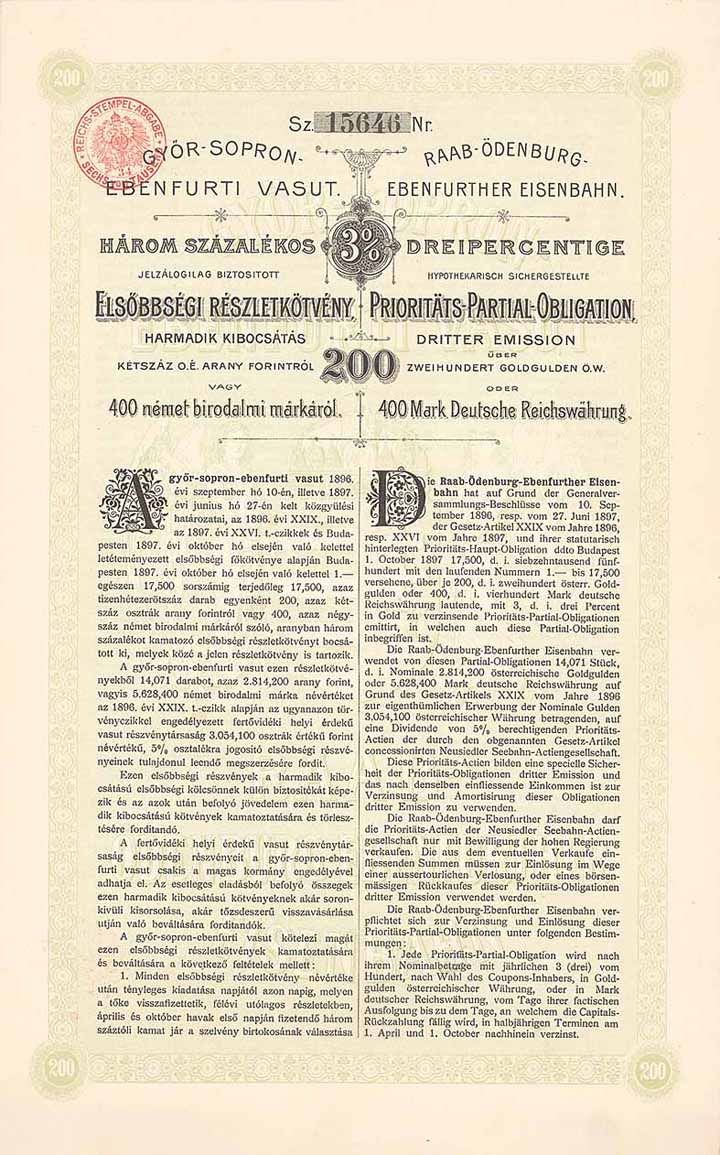 200
200
REICHS-STEMPEL-ABGABE
34
SECHS VOM TAUSEND
Sz. 15646 Nr.
GYŐR-SOPRON-
EBENFURTI VASUT.
RAAB-ÖDENBURG-
EBENFURTHER EISENBAHN.
HÁROM SZÁZALÉKOS
3%
DREIPERCENTIGE
JELZÁLOGILAG BIZTOSITOTT
HYPOTHEKARISCH SICHERGESTELLTE
ELSŐBBSÉGI RÉSZLETKÖTVÉNY,
PRIORITÄTS-PARTIAL-OBLIGATION,
HARMADIK KIBOCSÁTÁS
DRITTER EMISSION
ÜBER
KÉTSZÁZ O.É. ARANY FORINTRÓL
200
ZWEIHUNDERT GOLDGULDEN Ö.W.
VAGY
ODER
400 német birodalmi márkáról.
400 Mark Deutsche Reichswährung.
A győr-sopron-ebenfurti vasut 1896.
évi szeptember hó 10-én, illetve 1897.
évi junius hó 27-én kelt közgyülési
határozatai, az 1896. évi XXIX., illetve
az 1897. évi XXVI. t.-czikkek és Buda-
pesten 1897. évi október hó elsején való kelettel
letéteményezett elsőbbségi főkötvénye alapján Buda-
pesten 1897. évi október hó elsején való kelettel 1.—
egészen 17,500 sorszámig terjedőleg 17,500, azaz
tizenhétezerötszáz darab egyenként 200, azaz két-
száz osztrák arany forintról vagy 400, azaz négy-
száz német birodalmi márkáról szóló, aranyban három
százalékot kamatozó elsőbbségi részletkötvényt bocsá-
tott ki, melyek közé a jelen részletkötvény is tartozik.
A győr-sopron-ebenfurti vasut ezen részletkötvé-
nyekből 14,071 darabot, azaz 2.814,200 arany forint,
vagyis 5.628,400 német birodalmi márka névértéket
az 1896. évi XXIX. t.-czikk alapján az ugyanazon tör-
vényczikkel engedélyezett fertővidéki helyi érdekű
vasut részvénytársaság 3.054,100 osztrák értékű forint
névértékű, 5% osztalékra jogositó elsőbbségi részvé-
nyeinek tulajdonul leendő megszerzésére fordit.
Ezen elsőbbségi részvények a harmadik kibo-
csátású elsőbbségi kölcsönnek külön biztositékát képe-
zik és az azok után befolyó jövedelem ezen harma-
dik kibocsátású kötvények kamatoztatására és törlesz-
tésére forditandó.
A fertővidéki helyi érdekű vasut részvénytár-
saság elsőbbségi részvényeit a győr-sopron-eben-
furti vasut csakis a magas kormány engedélyével
adhatja el. Az esetleges eladásból befolyó összegek
ezen harmadik kibocsátású kötvényeknek akár soron-
kivüli kisorsolása, akár tőzsdeszerű visszavásárlása
utján való beváltására forditandók.
A győr-sopron-ebenfurti vasut kötelezi magát
ezen elsőbbségi részletkötvények kamatoztatására
és beváltására a következő feltételek mellett:
1. Minden elsőbbségi részletkötvény névértéke
után tényleges kiadatása napjától azon napig, melyen
a tőke visszafizettetik, félévi utólagos részletekben,
április és október havak első napján fizetendő három
száztóli kamat jár a szelvény birtokosának választása
Die Raab-Ödenburg-Ebenfurther Eisen-
bahn hat auf Grund der Generalver-
sammlungs-Beschlüsse vom 10. Sep-
tember 1896, resp. vom 27. Juni 1897,
der Gesetz-Artikel XXIX vom Jahre 1896,
resp. XXVI vom Jahre 1897, und ihrer statutarisch
hinterlegten Prioritäts-Haupt-Obligation ddto Budapest
1. October 1897 17,500, d. i. siebzehntausend fünf-
hundert mit den laufenden Nummern 1.— bis 17,500
versehene, über je 200, d. i. zweihundert österr. Gold-
gulden oder 400, d. i. vierhundert Mark deutsche
Reichswährung lautende, mit 3, d. i. drei Percent
in Gold zu verzinsende Prioritäts-Partial-Obligationen
emittirt, in welchen auch diese Partial-Obligation
inbegriffen ist.
Die Raab-Ödenburg-Ebenfurther Eisenbahn ver-
wendet von diesen Partial-Obligationen 14,071 Stück,
d. i. Nominale 2.814,200 österreichische Goldgulden
oder 5.628,400 Mark deutsche Reichswährung auf
Grund des Gesetz-Artikels XXIX vom Jahre 1896
zur eigenthümlichen Erwerbung der Nominale Gulden
3.054,100 österreichischer Währung betragenden, auf
eine Dividende von 5% berechtigenden Prioritäts-
Actien der durch den obgenannten Gesetz-Artikel
concessionirten Neusiedler Seebahn-Actiengesellschaft.
Diese Prioritäts-Actien bilden eine specielle Sicher-
heit der Prioritäts-Obligationen dritter Emission und
das nach denselben einfliessende Einkommen ist zur
Verzinsung und Amortisirung dieser Obligationen
dritter Emission zu verwenden.
Die Raab-Ödenburg-Ebenfurther Eisenbahn darf
die Prioritäts-Actien der Neusiedler Seebahn-Actien-
gesellschaft nur mit Bewilligung der hohen Regierung
verkaufen. Die aus dem eventuellen Verkaufe ein-
fliessenden Summen müssen zur Einlösung im Wege
einer aussertourlichen Verlosung, oder eines börsen-
mässigen Rückkaufes dieser Prioritäts-Obligationen
dritter Emission verwendet werden.
Die Raab-Ödenburg-Ebenfurther Eisenbahn ver-
pflichtet sich zur Verzinsung und Einlösung dieser
Prioritäts-Partial-Obligationen unter folgenden Bestim-
mungen:
1. Jede Prioritäts-Partial-Obligation wird nach
ihrem Nominalbetrage mit jährlichen 3 (drei) vom
Hundert, nach Wahl des Coupons-Inhabers, in Gold-
gulden österreichischer Währung, oder in Mark
deutscher Reichswährung, vom Tage ihrer factischen
Ausfolgung bis zu dem Tage, an welchem die Capitals-
Rückzahlung fällig wird, in halbjährigen Terminen am
1. April und 1. October nachhinein verzinst.
200
200